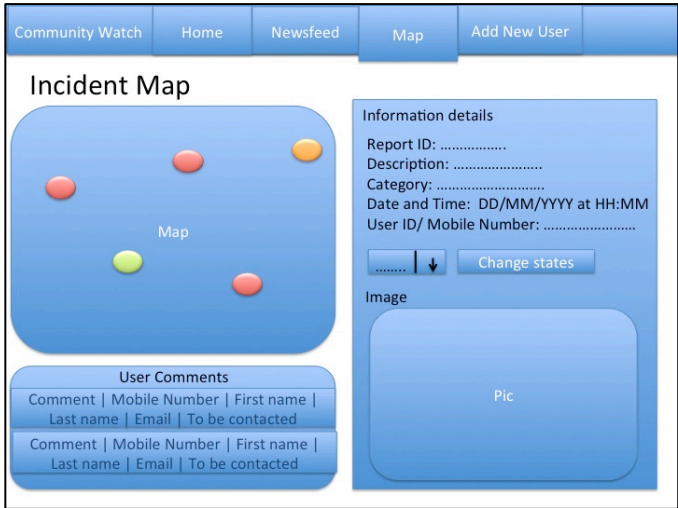 Community Watch
Home
Newsfeed
Map
Add New User
Incident Map
Map
User Comments
Comment | Mobile Number | First name |
Last name | Email | To be contacted
Comment | Mobile Number | First name |
Last name | Email | To be contacted
Information details
Report ID: ……………..
Description: …………………..
Category: ……………………….
Date and Time:  DD/MM/YYYY at HH:MM
User ID/ Mobile Number: …………………..
........
Change states
Image
Pic